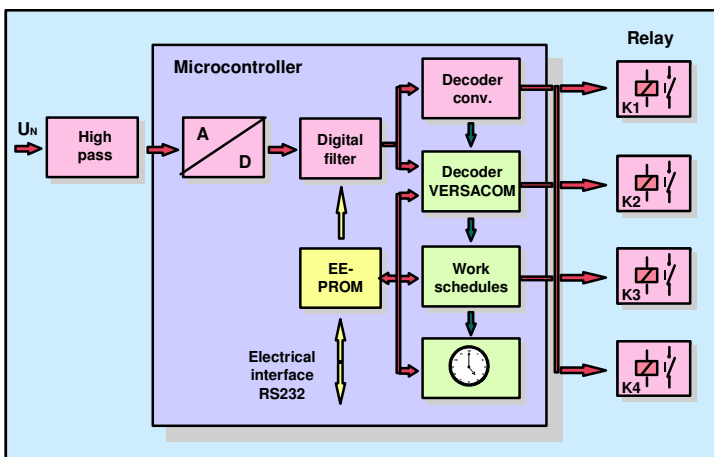 Relay
Microcontroller
Decoder
conv.
K1
UN
High
pass
A
D
Digital
filter
Decoder
VERSACOM
K2
EE-
PROM
Work
schedules
K3
Electrical
interface
RS232
K4